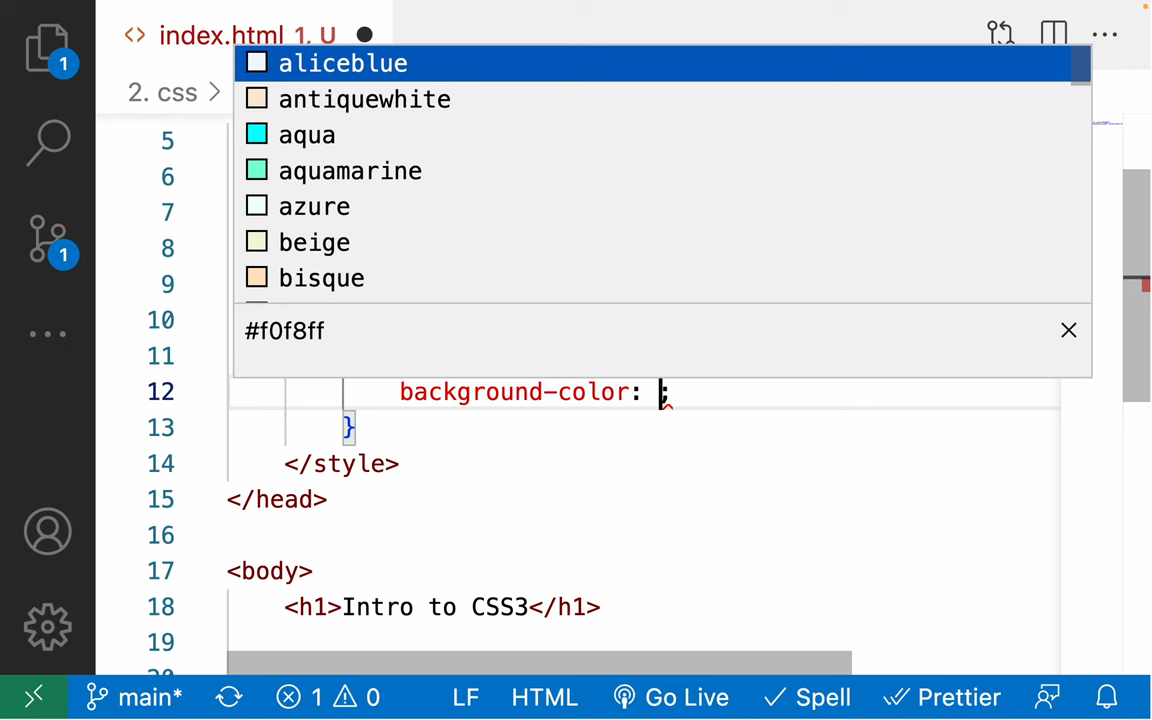 index.html 1, U
2. css
aliceblue
antiquewhite
aqua
aquamarine
azure
beige
bisque
#f0f8ff
1
1
5
6
7
8
9
10
11
12 background-color: ;
13 }
14 </style>
15 </head>
16
17 <body>
18 <h1>Intro to CSS3</h1>
19
main* 1 0 LF HTML Go Live Spell Prettier